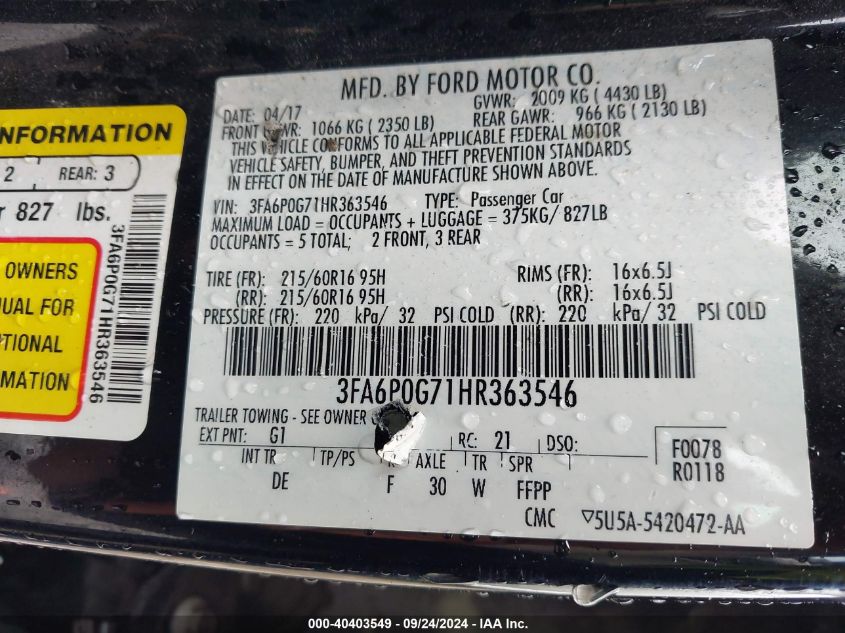 INFORMATION
2 REAR: 3
827 lbs.
OWNERS
FOR
MATION
3FA6P0G71HR363546
MFD. BY FORD MOTOR CO.
DATE: 04/17 GVWR: 2009 KG ( 4430 LB)
FRONT WR: 1066 KG ( 2350 LB) REAR GAWR: 966 KG ( 2130 LB)
THIS VEHICLE CONFORMS TO ALL APPLICABLE FEDERAL MOTOR
VEHICLE SAFETY, BUMPER, AND THEFT PREVENTION STANDARDS
IN EFFECT ON THE DATE OF MANUFACTURE SHOWN ABOVE.
VIN: 3FA6P0G71HR363546 TYPE: Passenger Car
MAXIMUM LOAD = OCCUPANTS + LUGGAGE = 375KG/ 827LB
OCCUPANTS = 5 TOTAL; 2 FRONT, 3 REAR
TIRE (FR): 215/60R16 95H RIMS (FR): 16x6.5J
(RR): 215/60R16 95H (RR): 16x6.5J
PRESSURE (FR): 220 kPa/ 32 PSI COLD (RR): 220 kPa/ 32 PSI COLD
3FA6P0G71HR363546
TRAILER TOWING - SEE OWNER
EXT PNT: G1 RC: 21 DSO: F0078
INT TR TP/PS R AXLE TR SPR R0118
DE F 30 W FFPP
CMC ▽5U5A-5420472-AA
000-40403549 - 09/24/2024 - IAA Inc.